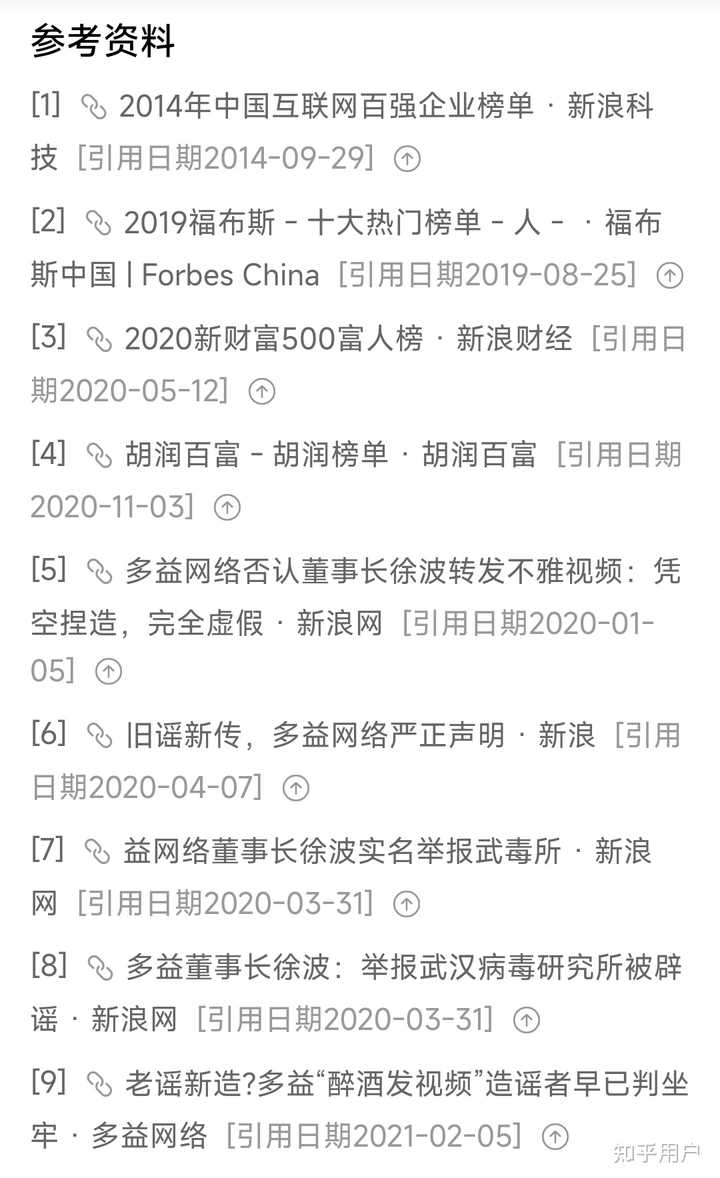 参考资料
[1] 2014年中国互联网百强企业榜单 · 新浪科
技 [引用日期2014-09-29]
[2] 2019福布斯 - 十大热门榜单 - 人 - · 福布
斯中国 | Forbes China [引用日期2019-08-25]
[3] 2020新财富500富人榜 · 新浪财经 [引用日
期2020-05-12]
[4] 胡润百富 - 胡润榜单 · 胡润百富 [引用日期
2020-11-03]
[5] 多益网络否认董事长徐波转发不雅视频：凭
空捏造，完全虚假 · 新浪网 [引用日期2020-01-
05]
[6] 旧谣新传，多益网络严正声明 · 新浪 [引用
日期2020-04-07]
[7] 益网络董事长徐波实名举报武毒所 · 新浪
网 [引用日期2020-03-31]
[8] 多益董事长徐波：举报武汉病毒研究所被辟
谣 · 新浪网 [引用日期2020-03-31]
[9] 老谣新造?多益“醉酒发视频”造谣者早已判坐
牢 · 多益网络 [引用日期2021-02-05]
知乎用户